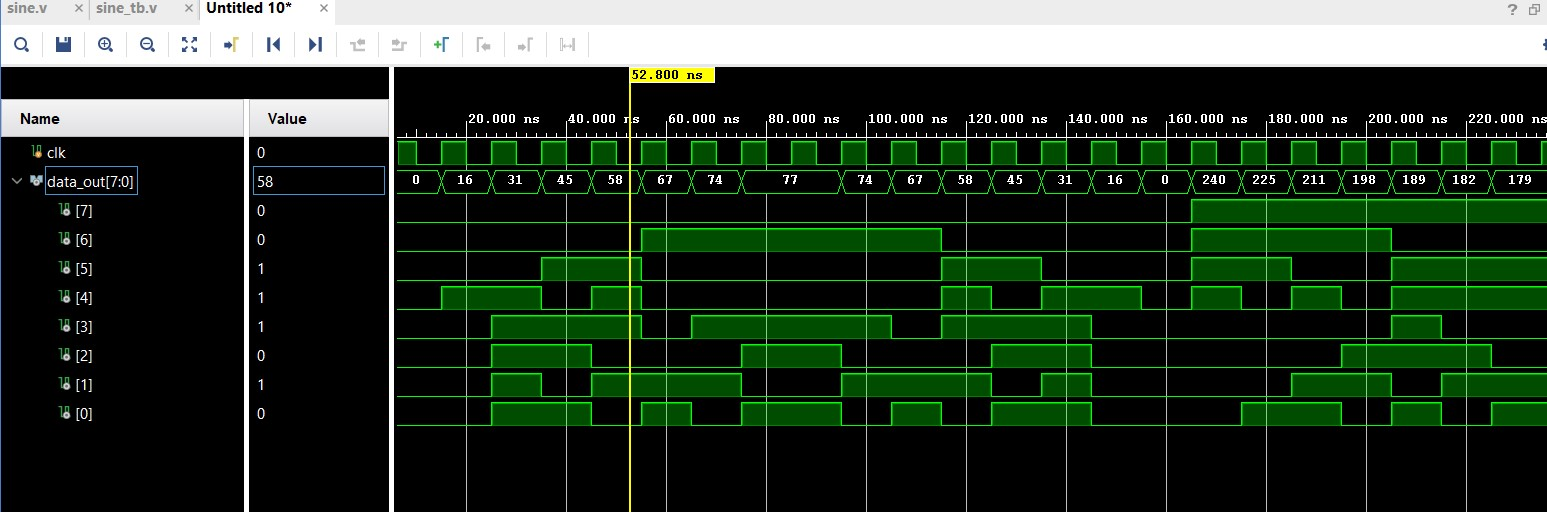 sine.v × sine_tb.v × Untitled 10* ×
?
52.800 ns
Name Value
20.000 ns 40.000 ns 60.000 ns 80.000 ns 100.000 ns 120.000 ns 140.000 ns 160.000 ns 180.000 ns 200.000 ns 220.000 ns
clk 0
data_out[7:0] 58 0 16 31 45 58 67 74 77 74 67 58 45 31 16 0 240 225 211 198 189 182 179
[7] 0
[6] 0
[5] 1
[4] 1
[3] 1
[2] 0
[1] 1
[0] 0